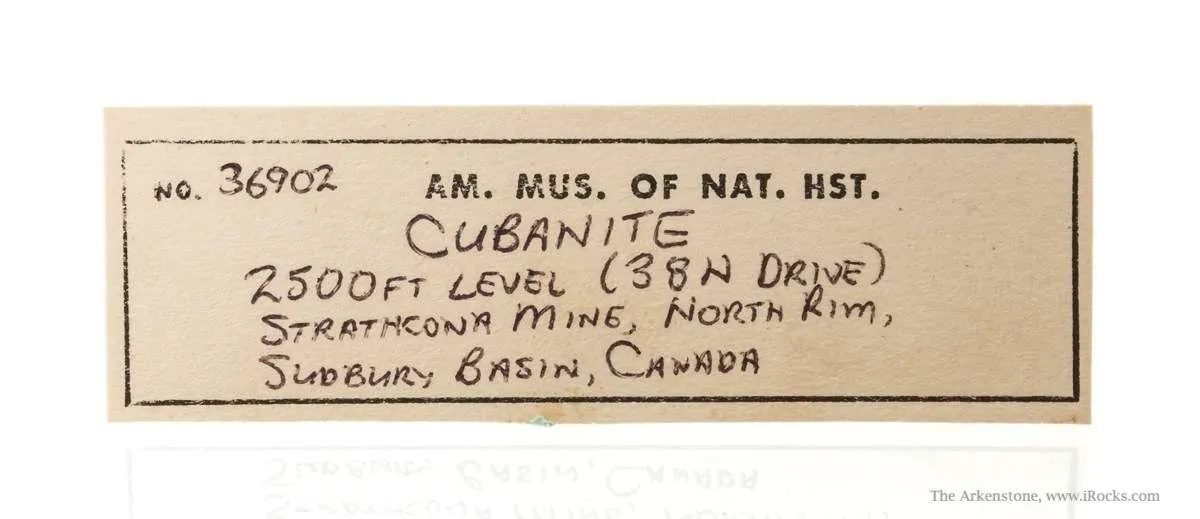 NO. 36902 AM. MUS. OF NAT. HST.
CUBANITE
2500FT LEVEL (38N DRIVE)
STRATHCONA MINE, NORTH RIM,
SUDBURY BASIN, CANADA
The Arkenstone, www.iRocks.com